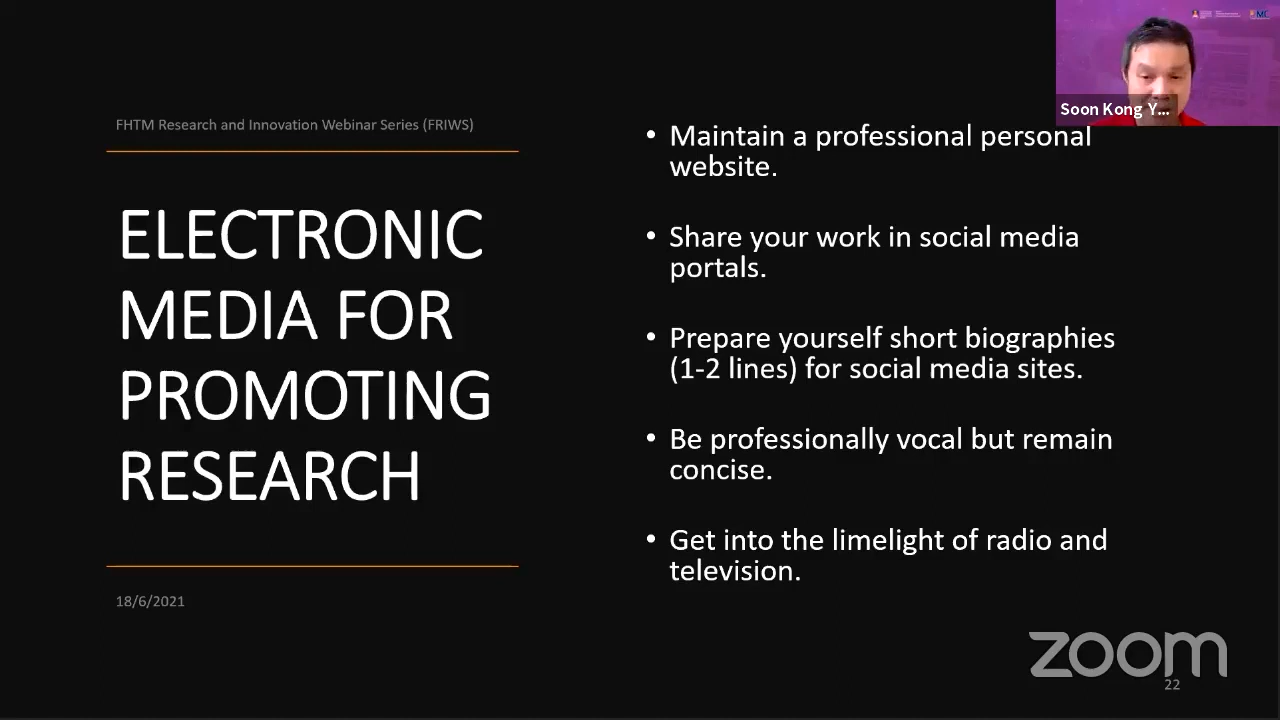 FHTM Research and Innovation Webinar Series (FRIWS)
ELECTRONIC
MEDIA FOR
PROMOTING
RESEARCH
18/6/2021
• Maintain a professional personal
website.
• Share your work in social media
portals.
• Prepare yourself short biographies
(1-2 lines) for social media sites.
• Be professionally vocal but remain
concise.
• Get into the limelight of radio and
television.
Soon Kong Y...
zoom
22